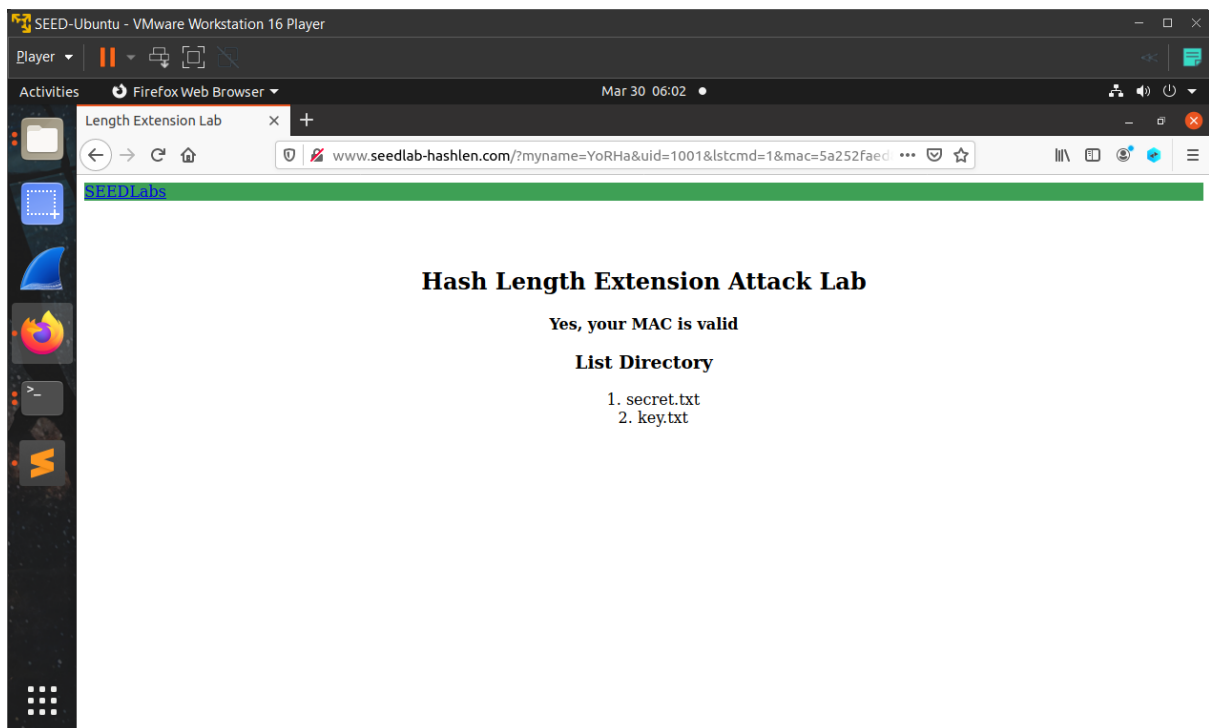 SEED-Ubuntu - VMware Workstation 16 Player
Player
Activities Firefox Web Browser Mar 30 06:02
Length Extension Lab
www.seedlab-hashlen.com/?myname=YoRHa&uid=1001&lstcmd=1&mac=5a252faed
SEEDLabs
Hash Length Extension Attack Lab
Yes, your MAC is valid
List Directory
1. secret.txt
2. key.txt